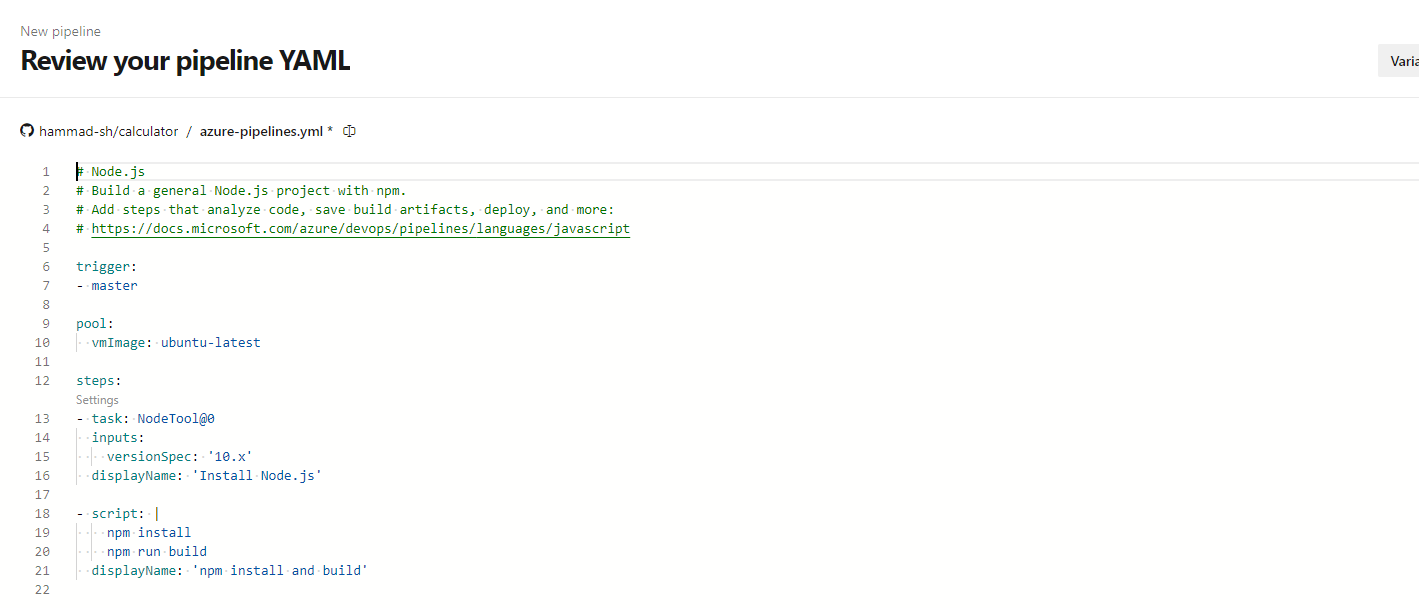 New pipeline
Review your pipeline YAML
Varia
hammad-sh/calculator / azure-pipelines.yml *
1 # Node.js
2 # Build a general Node.js project with npm.
3 # Add steps that analyze code, save build artifacts, deploy, and more:
4 # https://docs.microsoft.com/azure/devops/pipelines/languages/javascript
5
6 trigger:
7 - master
8
9 pool:
10   vmImage: ubuntu-latest
11
12 steps:
Settings
13 - task: NodeTool@0
14   inputs:
15     versionSpec: '10.x'
16   displayName: 'Install Node.js'
17
18 - script: |
19     npm install
20     npm run build
21   displayName: 'npm install and build'
22